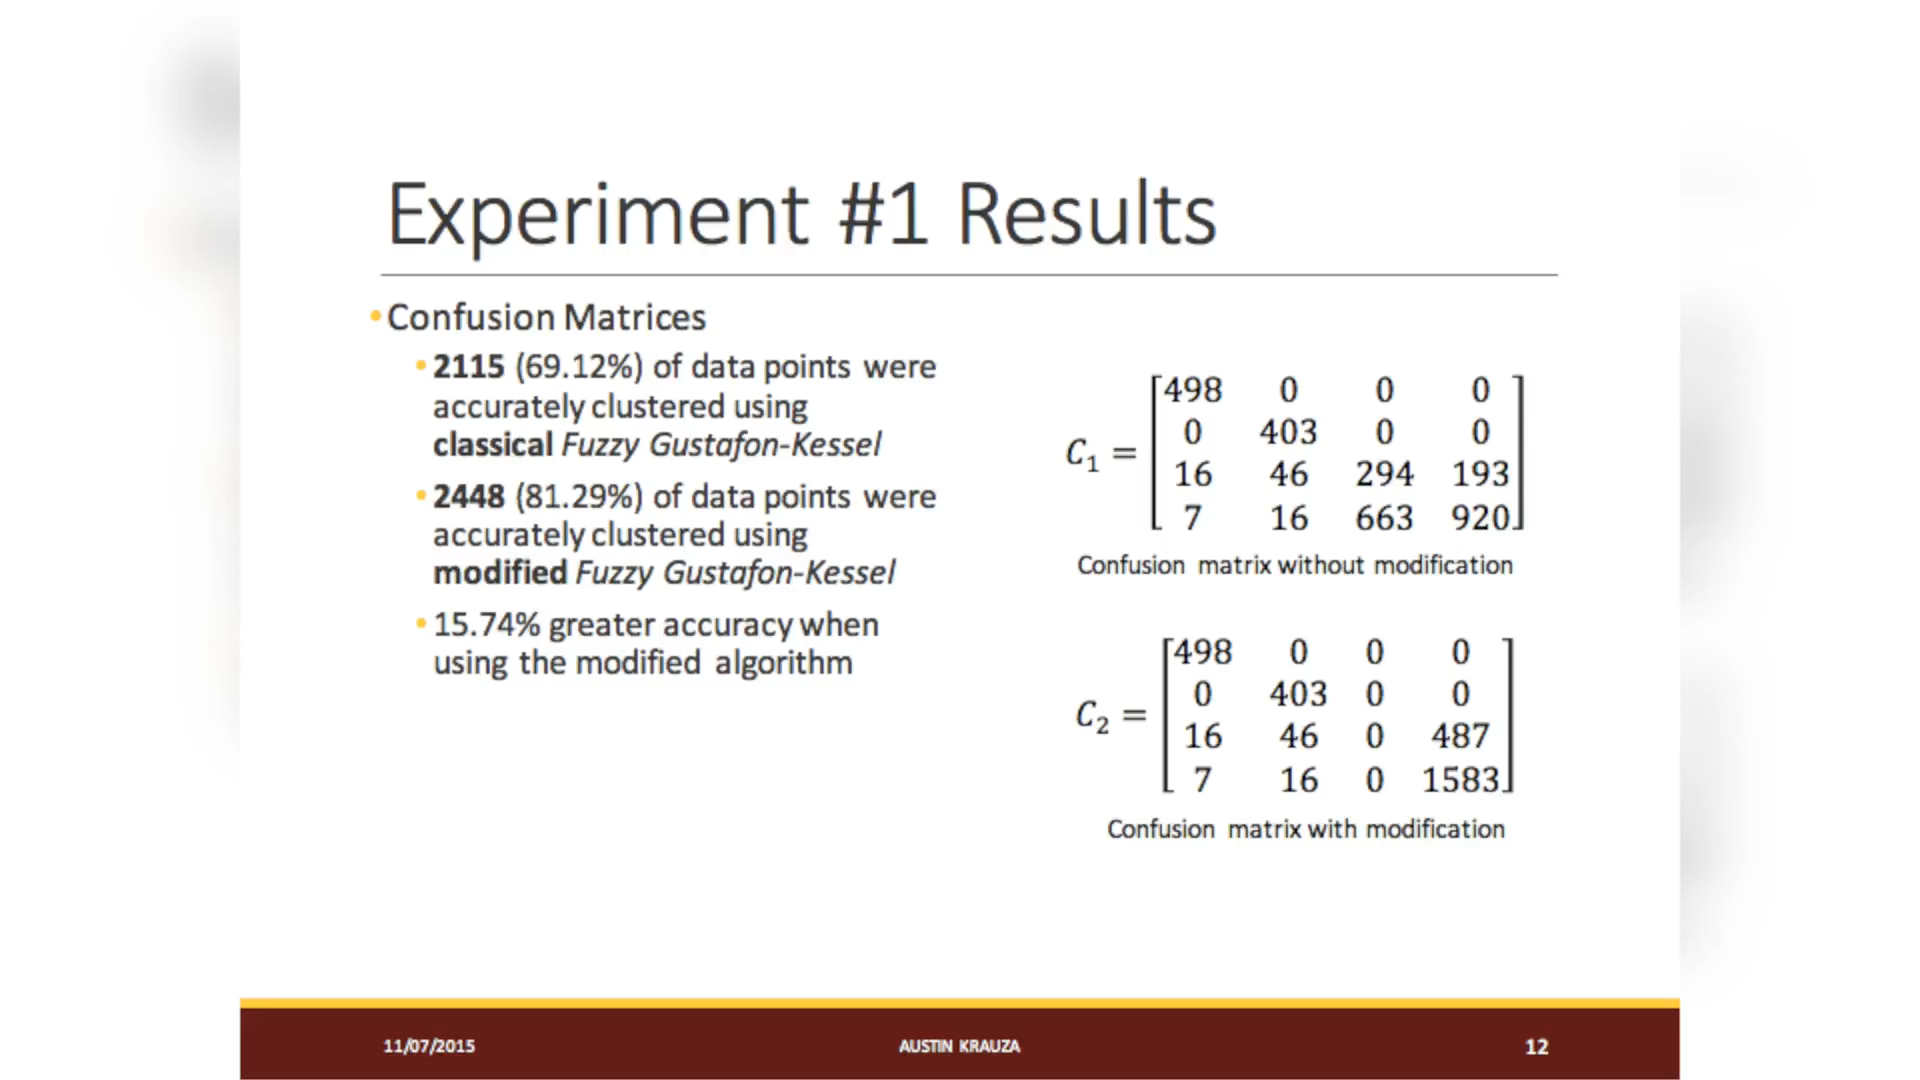 Experiment #1 Results
•Confusion Matrices
•2115 (69.12%) of data points were
accurately clustered using
classical Fuzzy Gustafon-Kessel
•2448 (81.29%) of data points were
accurately clustered using
modified Fuzzy Gustafon-Kessel
•15.74% greater accuracy when
using the modified algorithm
C₁ =
498 0 0 0
0 403 0 0
16 46 294 193
7 16 663 920
Confusion matrix without modification
C₂ =
498 0 0 0
0 403 0 0
16 46 0 487
7 16 0 1583
Confusion matrix with modification
11/07/2015
AUSTIN KRAUZA
12